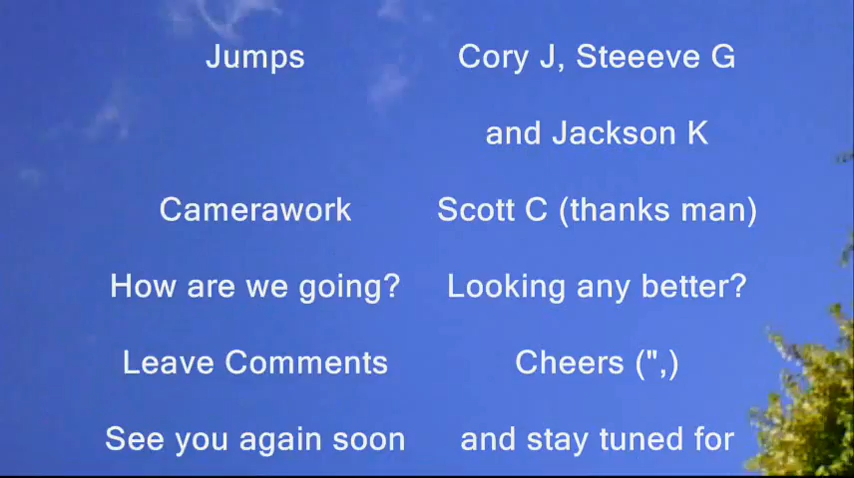 Jumps Cory J, Steeeve G
and Jackson K
Camerawork Scott C (thanks man)
How are we going? Looking any better?
Leave Comments Cheers (",)
See you again soon and stay tuned for